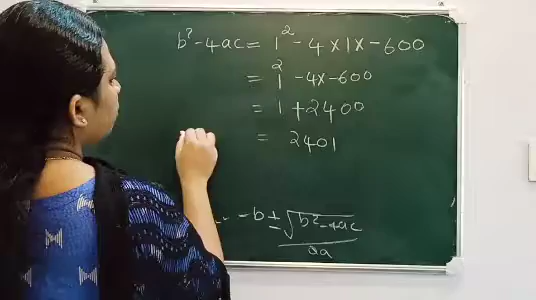 b² - 4ac = 1² - 4 × 1 × - 600
= 1² - 4× - 600
= 1 + 2400
= 2401
-b ± √b² - 4ac
2a